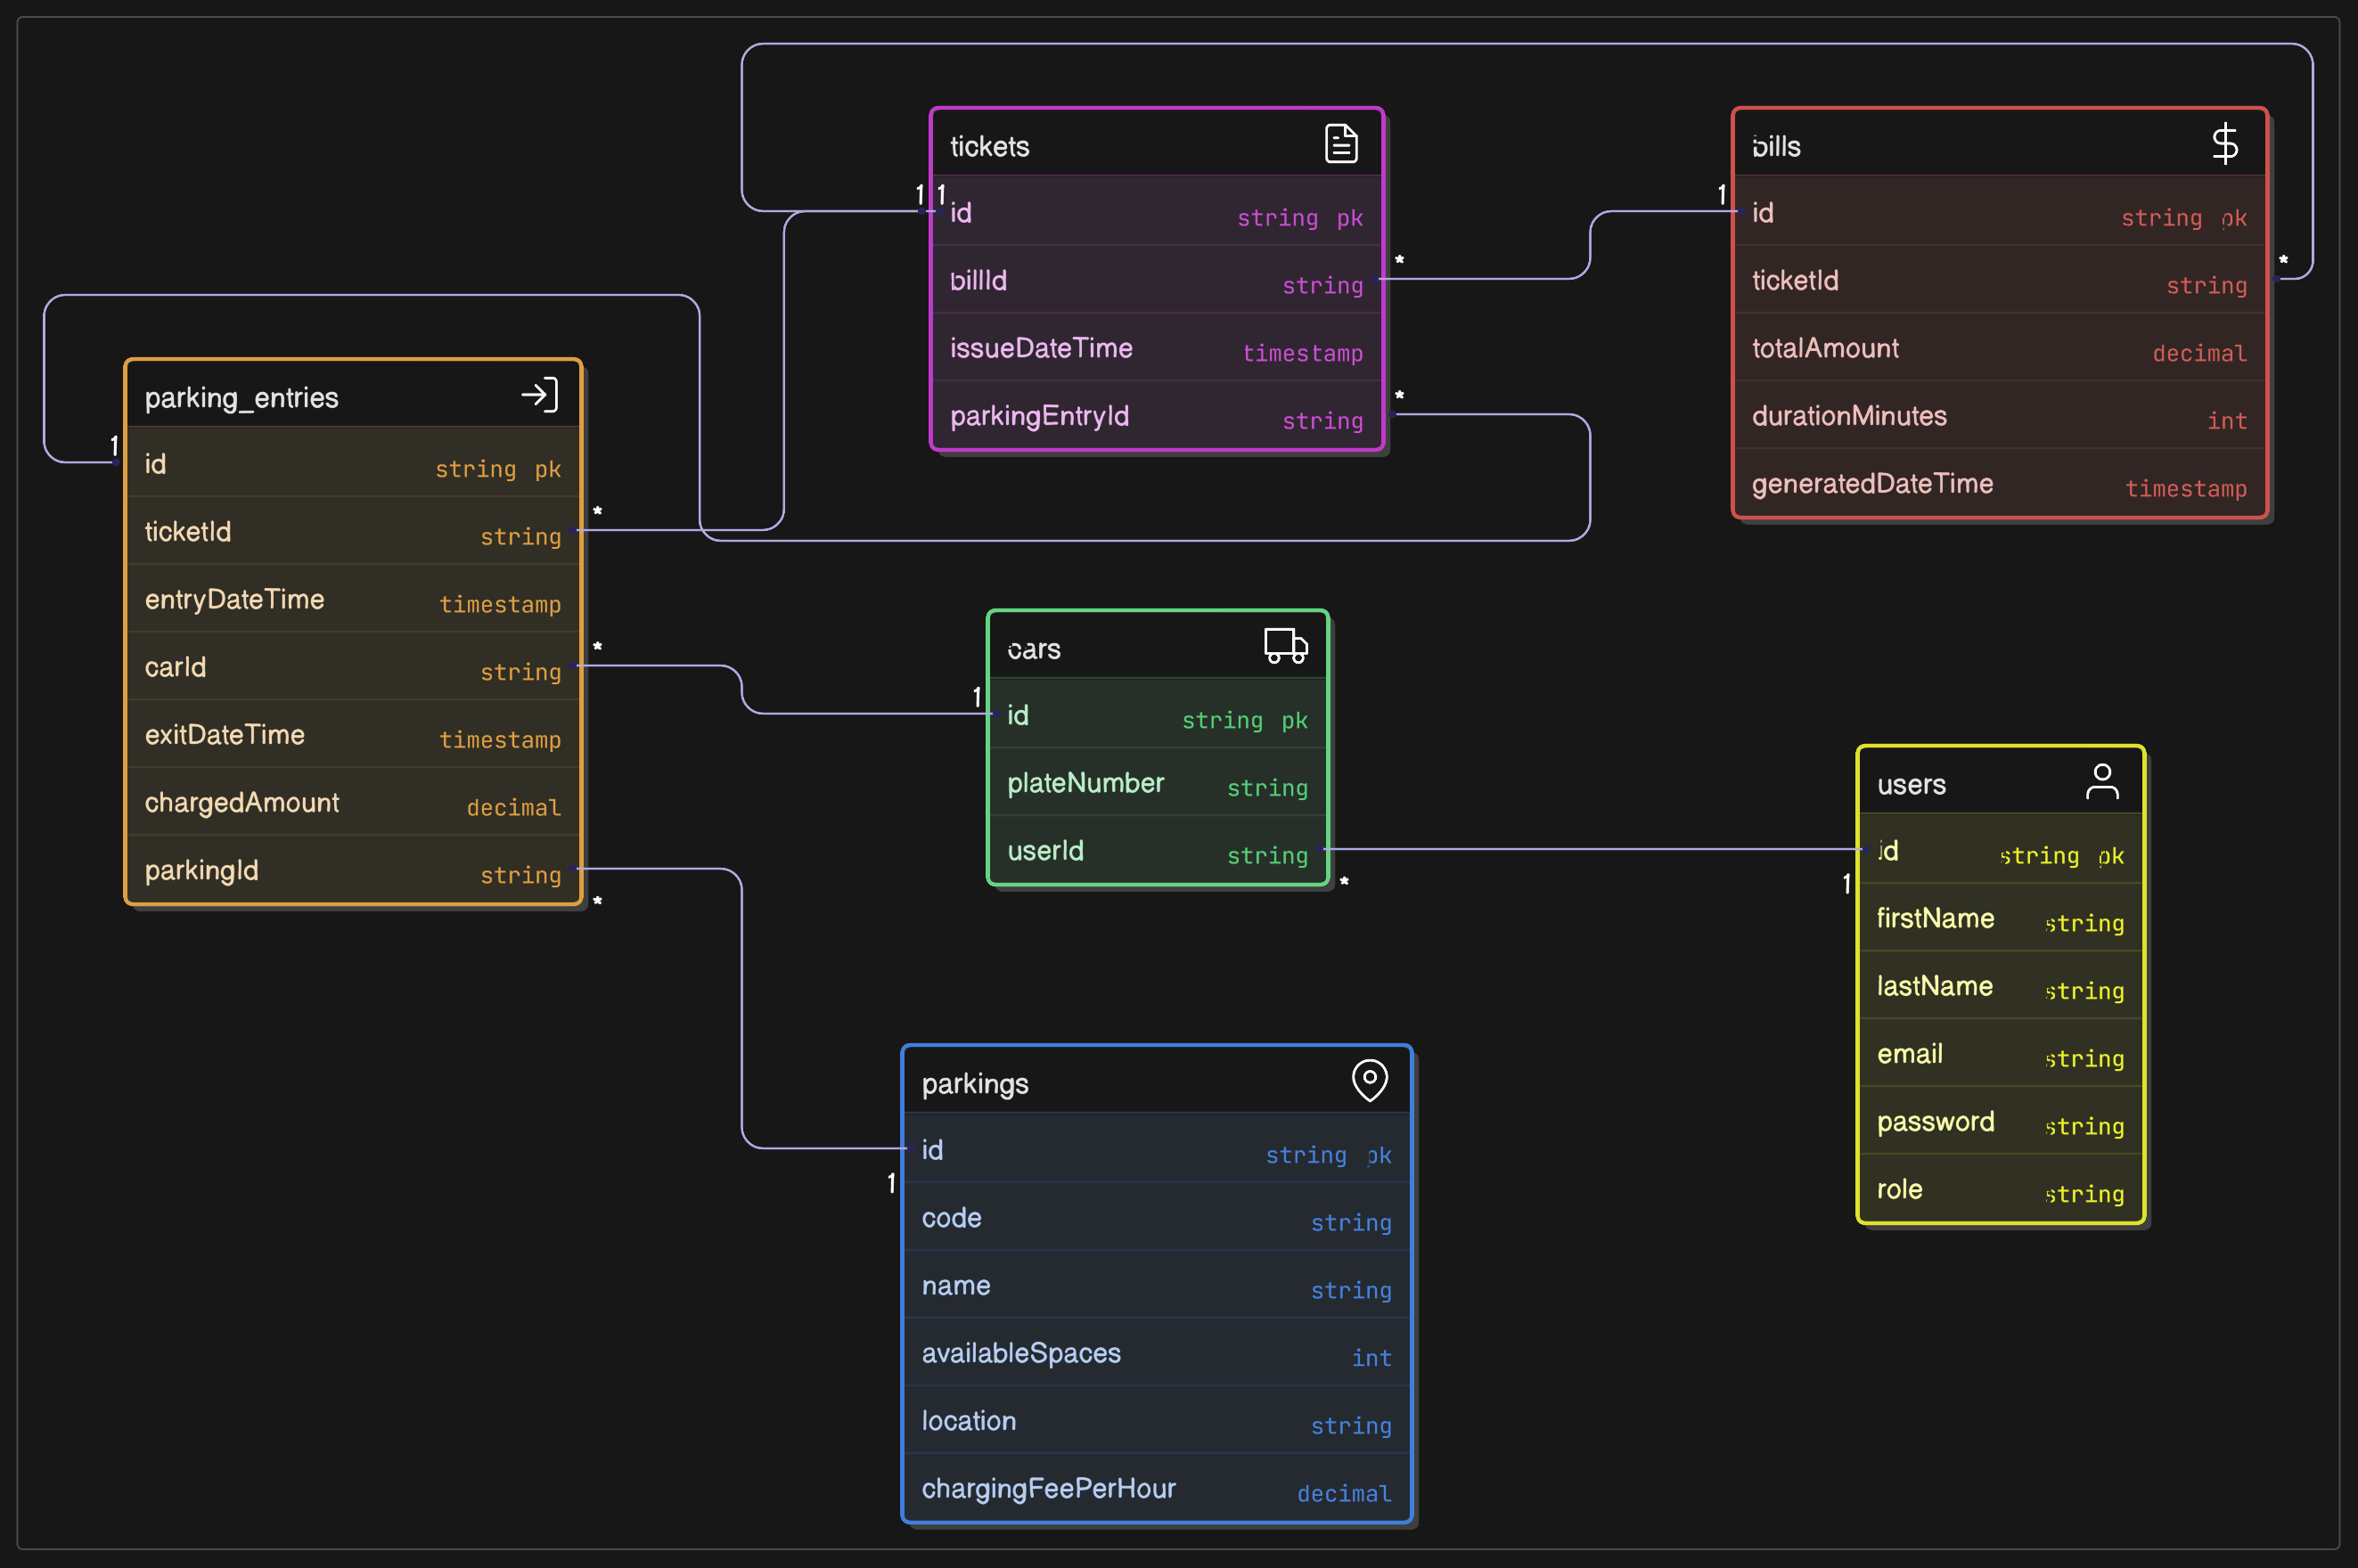 tickets
1 1
id string pk
billId string
*
issueDateTime timestamp
parkingEntryId string
*
bills
1
id string pk
ticketId string
*
totalAmount decimal
durationMinutes int
generatedDateTime timestamp
parking_entries
1
id string pk
ticketId string
*
entryDateTime timestamp
carId string
*
exitDateTime timestamp
chargedAmount decimal
parkingId string
*
cars
1
id string pk
plateNumber string
userId string
*
users
id string pk
1
firstName string
lastName string
email string
password string
role string
parkings
id string pk
1
code string
name string
availableSpaces int
location string
chargingFeePerHour decimal